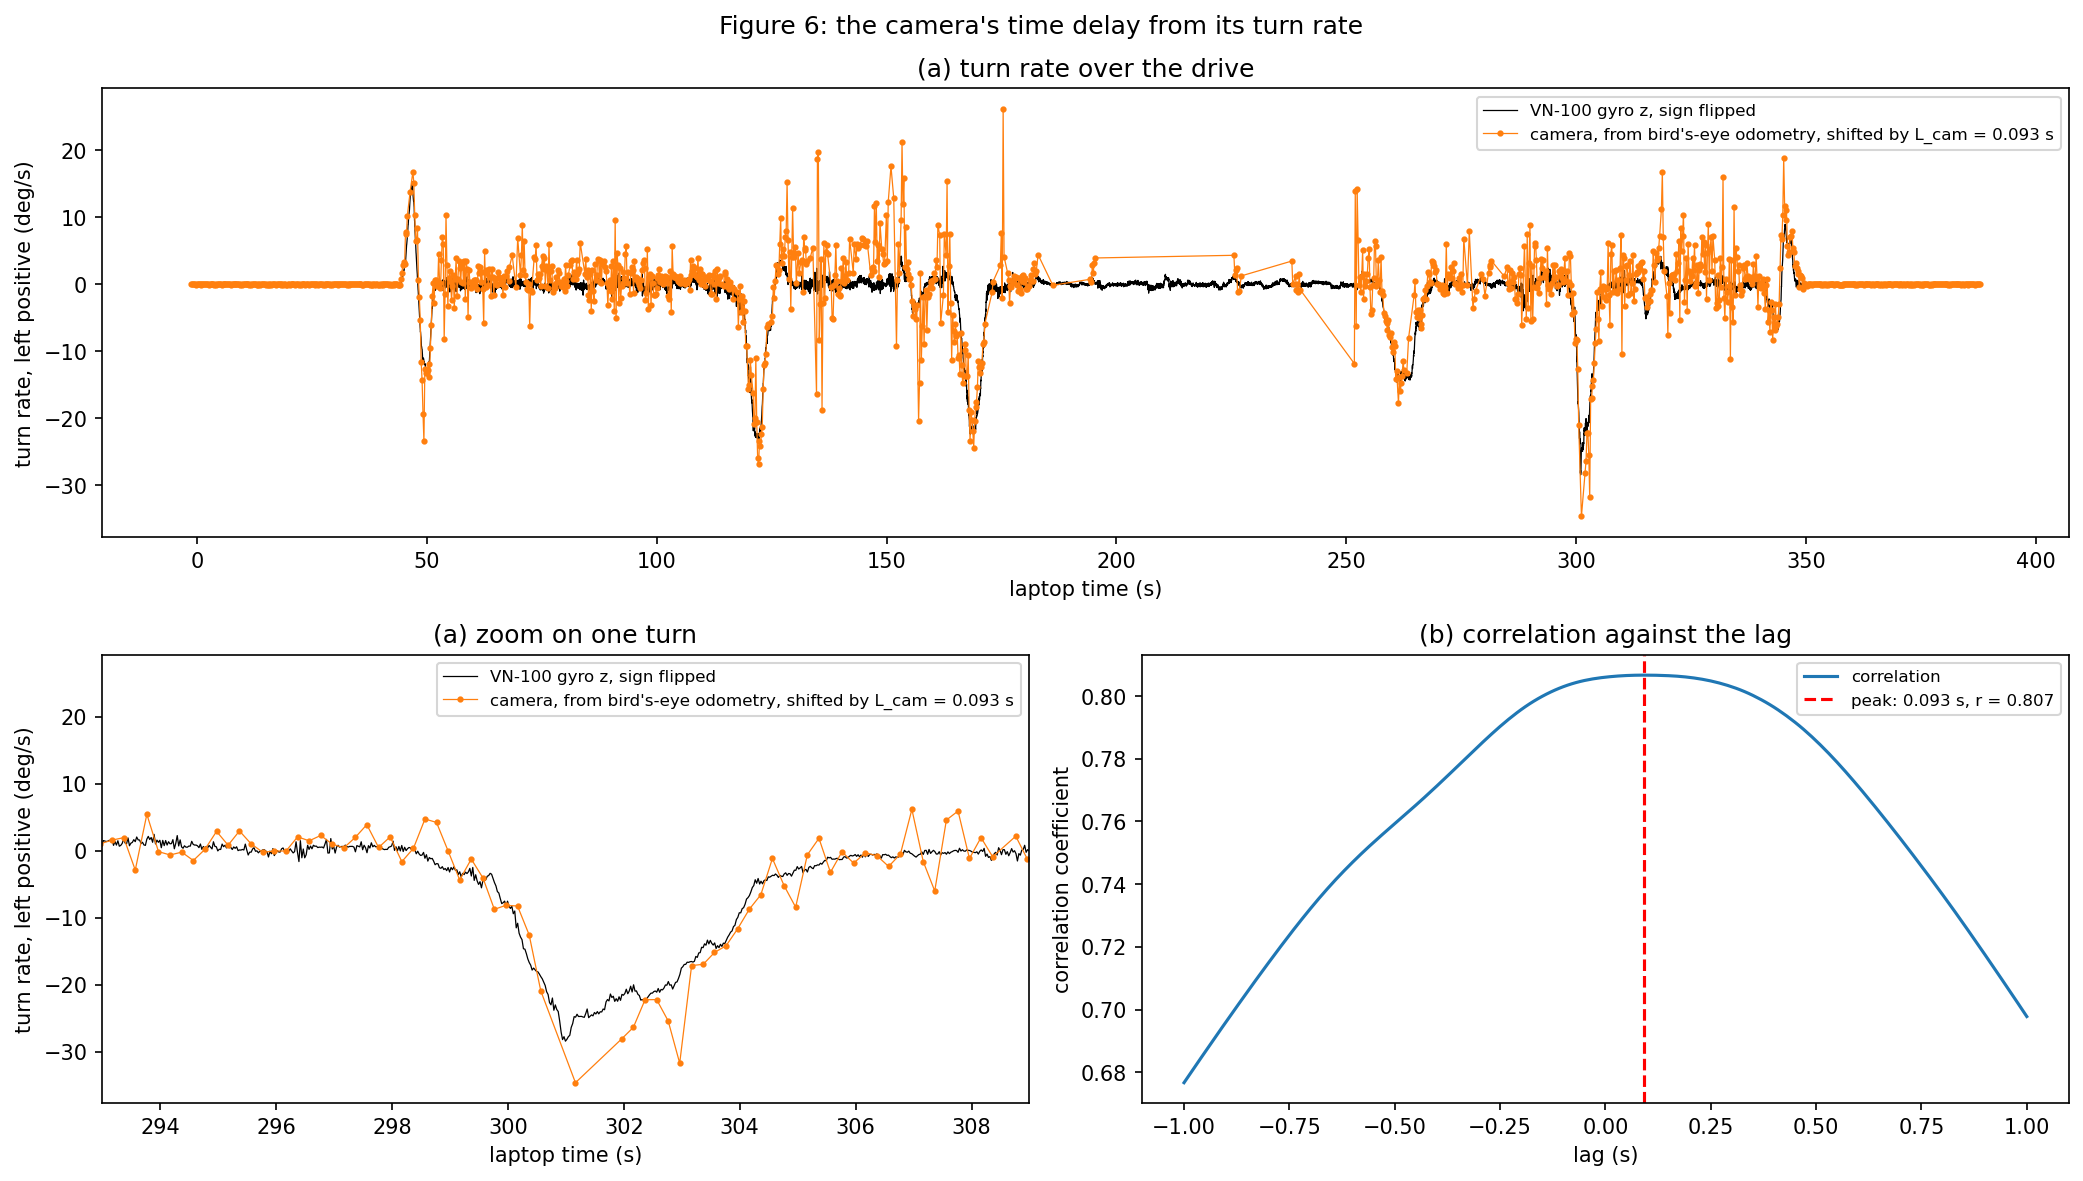 Figure 6: the camera's time delay from its turn rate
(a) turn rate over the drive
turn rate, left positive (deg/s)
20
10
0
−10
−20
−30
VN-100 gyro z, sign flipped
camera, from bird's-eye odometry, shifted by L_cam = 0.093 s
0 50 100 150 200 250 300 350 400
laptop time (s)
(a) zoom on one turn
turn rate, left positive (deg/s)
20
10
0
−10
−20
−30
VN-100 gyro z, sign flipped
camera, from bird's-eye odometry, shifted by L_cam = 0.093 s
294 296 298 300 302 304 306 308
laptop time (s)
(b) correlation against the lag
correlation coefficient
0.80
0.78
0.76
0.74
0.72
0.70
0.68
correlation
peak: 0.093 s, r = 0.807
−1.00 −0.75 −0.50 −0.25 0.00 0.25 0.50 0.75 1.00
lag (s)